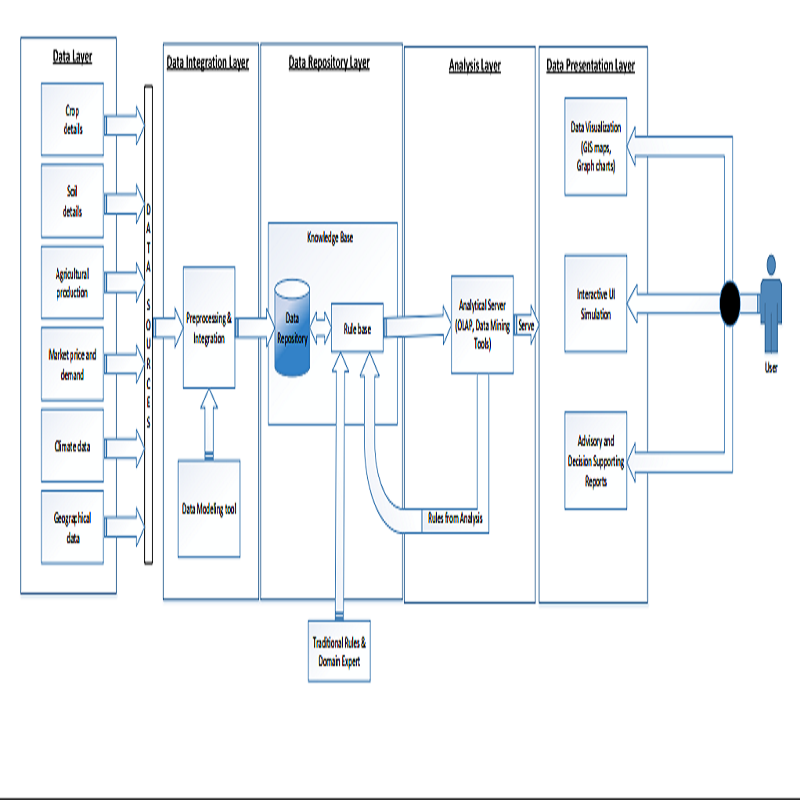 Data Layer
Crop
details
Soil
details
Agricultural
production
Market price and
demand
Climate data
Geographical
data
DATA SOURCES
Data Integration Layer
Preprocessing &
Integration
Data Modeling tool
Data Repository Layer
Knowledge Base
Data
Repository
Rule base
Traditional Rules &
Domain Expert
Analysis Layer
Analytical Server
(OLAP, Data Mining
Tools)
Serve
Rules from Analysis
Data Presentation Layer
Data Visualization
(GIS maps,
Graph charts)
Interactive UI
Simulation
Advisory and
Decision Supporting
Reports
User